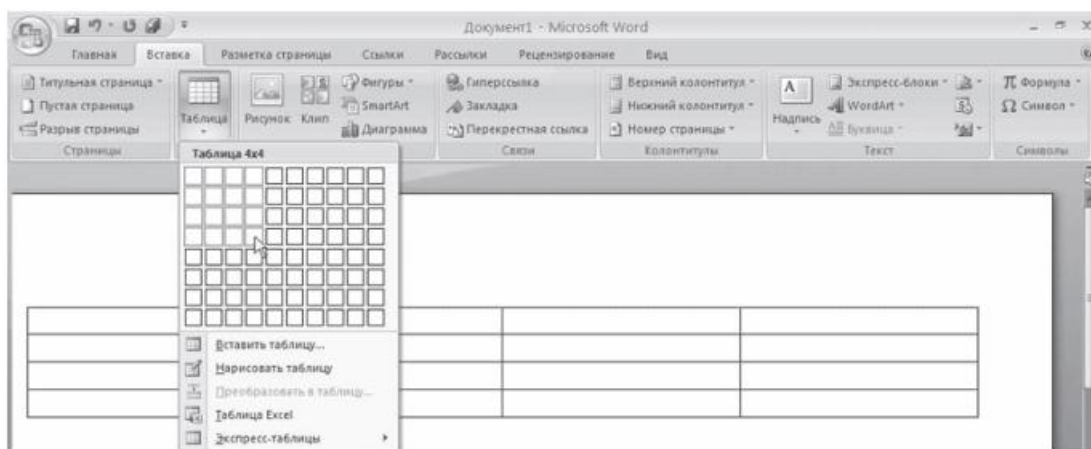 Документ1 - Microsoft Word
Главная Вставка Разметка страницы Ссылки Рассылки Рецензирование Вид
Титульная страница
Пустая страница
Разрыв страницы
Страницы
Таблица
Рисунок
Клип
Фигуры
SmartArt
Диаграмма
Гиперссылка
Закладка
Перекрестная ссылка
Связи
Верхний колонтитул
Нижний колонтитул
Номер страницы
Колонтитулы
A
Надпись
Экспресс-блоки
WordArt
Буквица
Текст
π Формула
Ω Символ
Символы
Таблица 4x4
Вставить таблицу...
Нарисовать таблицу
Преобразовать в таблицу...
Таблица Excel
Экспресс-таблицы